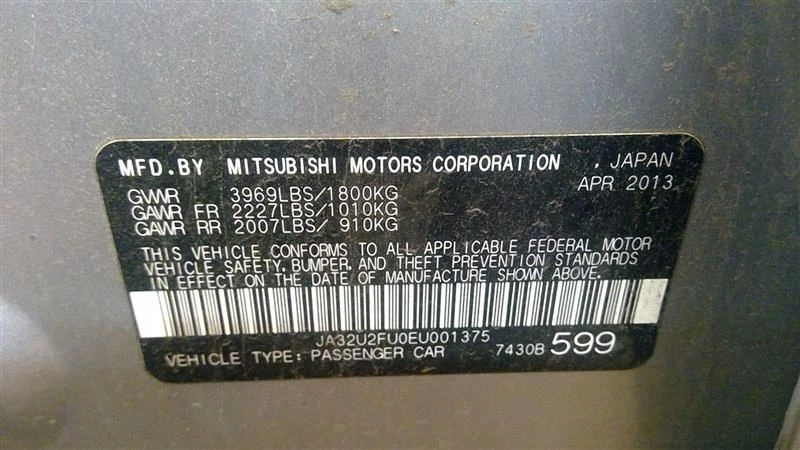 MFD.BY MITSUBISHI MOTORS CORPORATION , JAPAN
APR 2013
GVWR 3969LBS/1800KG
GAWR FR 2227LBS/1010KG
GAWR RR 2007LBS/ 910KG
THIS VEHICLE CONFORMS TO ALL APPLICABLE FEDERAL MOTOR
VEHICLE SAFETY, BUMPER, AND THEFT PREVENTION STANDARDS
IN EFFECT ON THE DATE OF MANUFACTURE SHOWN ABOVE.
JA32U2FU0EU001375
VEHICLE TYPE: PASSENGER CAR 7430B 599